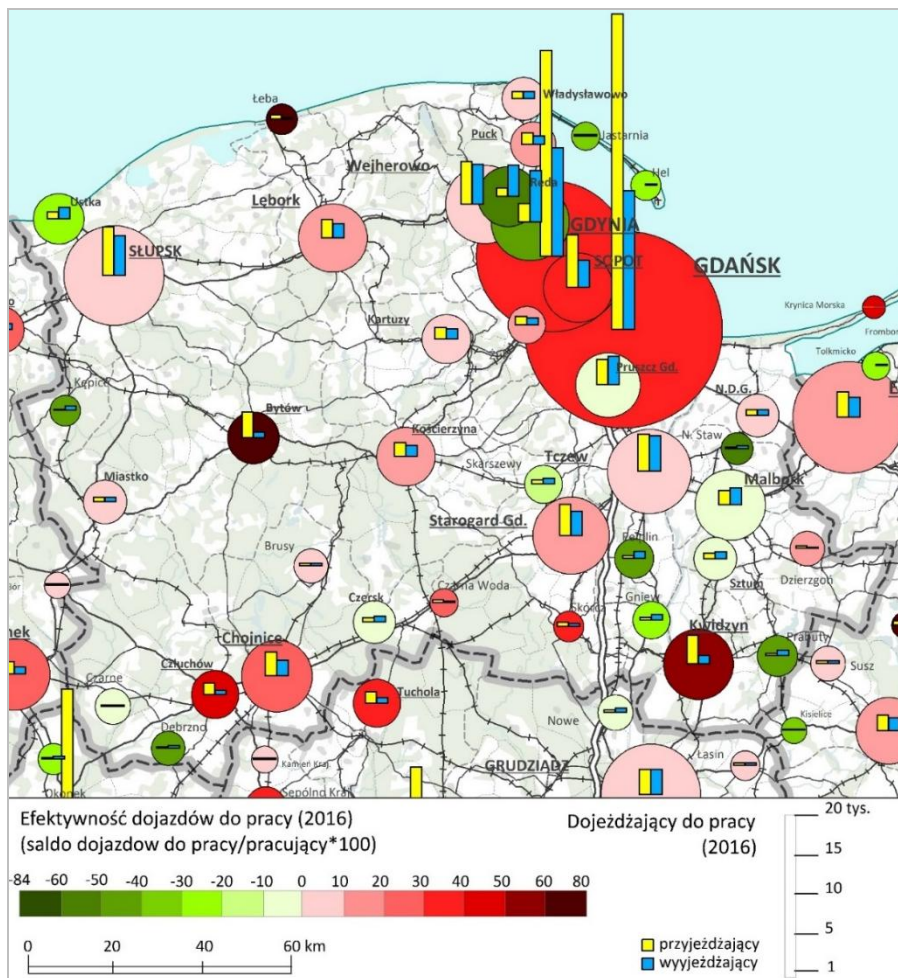 Władysławowo
Łeba
Puck
Jastarnia
Wejherowo
Reda
Hel
Ustka
Lębork
GDYNIA
SŁUPSK
SOPOT
GDAŃSK
Krynica Morska
Kartuzy
Frombor
Tolmicko
Pruszcz Gd.
Kępice
N.D.G.
Bytów
Kościerzyna
N. Staw
Tczew
Skarszewy
Miastko
Malbork
Starogard Gd.
Pelplin
Brusy
Sztum
Dzierzgoń
Czersk
Czarna Woda
Gniew
Skórcz
nek
Chojnice
Kwidzyn
Prabuty
Człuchów
Susz
Czarne
Tuchola
Nowe
Kisielice
Debrzno
Łasin
Kamień Kraj.
GRUDZIĄDZ
Okonek
Sępólno Kraj.
Efektywność dojazdów do pracy (2016)
(saldo dojazdow do pracy/pracujący*100)
Dojeżdżający do pracy
(2016)
20 tys.
15
10
5
1
-84 -60 -50 -40 -30 -20 -10 0 10 20 30 40 50 60 80
0 20 40 60 km
przyjeżdżający
wyyjeżdżający